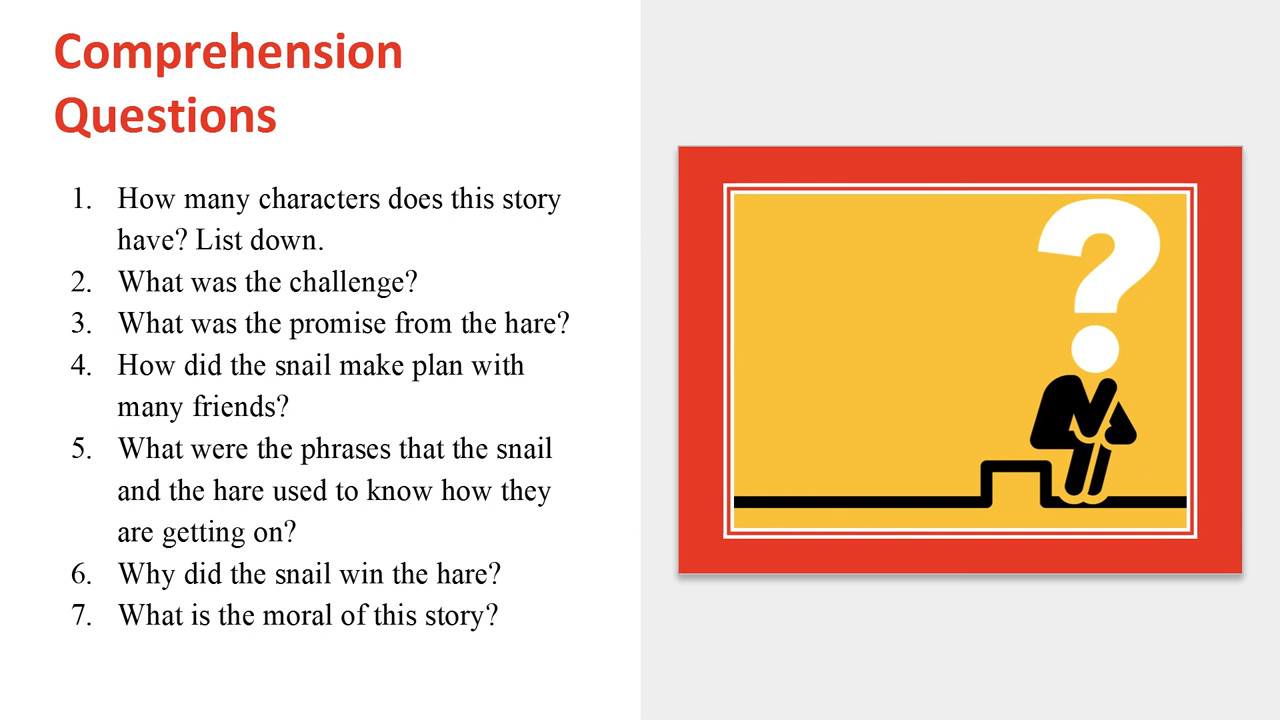 Comprehension
Questions
1. How many characters does this story
have? List down.
2. What was the challenge?
3. What was the promise from the hare?
4. How did the snail make plan with
many friends?
5. What were the phrases that the snail
and the hare used to know how they
are getting on?
6. Why did the snail win the hare?
7. What is the moral of this story?
?